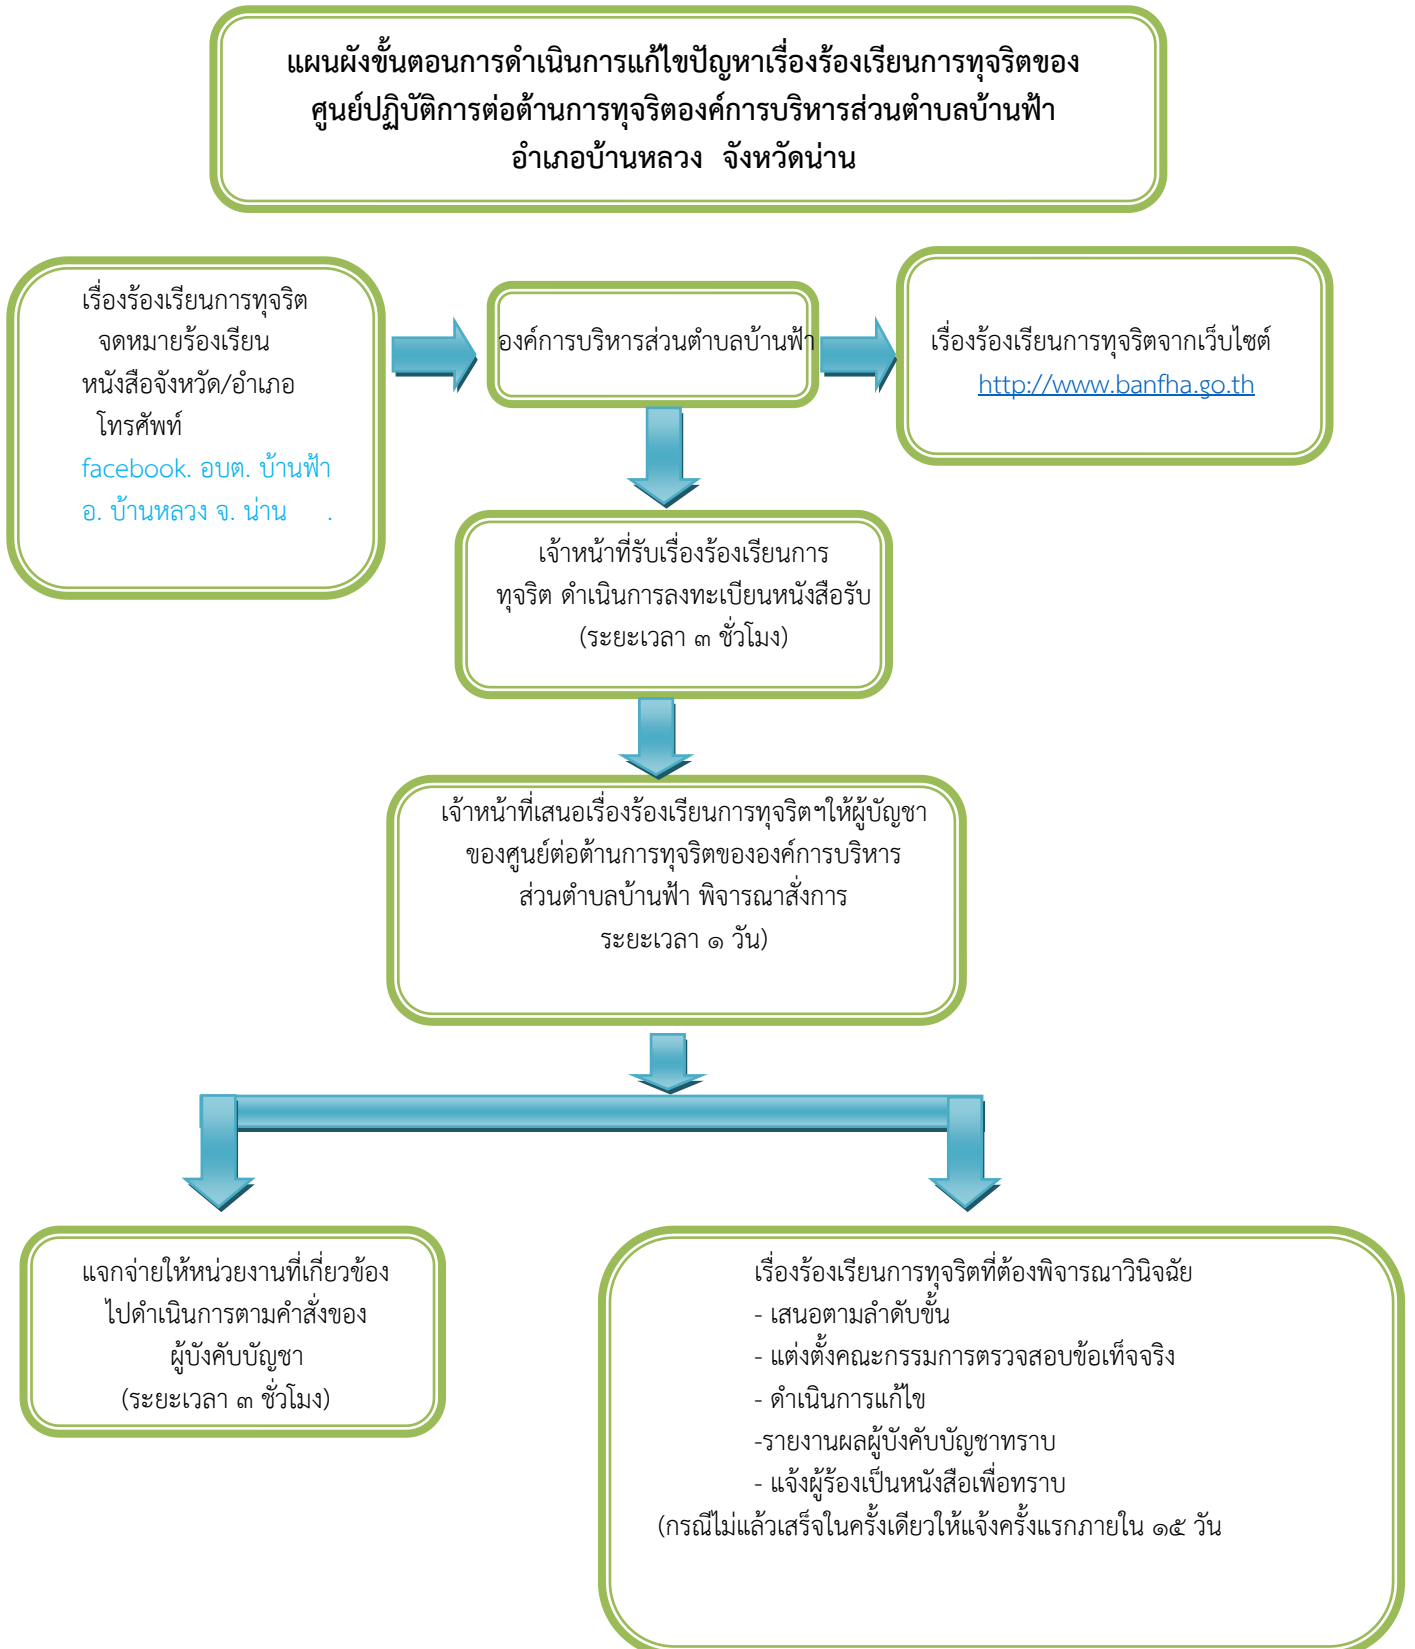 แผนผังขั้นตอนการดำเนินการแก้ไขปัญหาเรื่องร้องเรียนการทุจริตของ
ศูนย์ปฏิบัติการต่อต้านการทุจริตองค์การบริหารส่วนตำบลบ้านฟ้า
อำเภอบ้านหลวง จังหวัดน่าน
เรื่องร้องเรียนการทุจริต
จดหมายร้องเรียน
หนังสือจังหวัด/อำเภอ
โทรศัพท์
facebook. อบต. บ้านฟ้า
อ. บ้านหลวง จ. น่าน .
องค์การบริหารส่วนตำบลบ้านฟ้า
เรื่องร้องเรียนการทุจริตจากเว็บไซต์
http://www.banfha.go.th
เจ้าหน้าที่รับเรื่องร้องเรียนการ
ทุจริต ดำเนินการลงทะเบียนหนังสือรับ
(ระยะเวลา ๓ ชั่วโมง)
เจ้าหน้าที่เสนอเรื่องร้องเรียนการทุจริตฯให้ผู้บัญชา
ของศูนย์ต่อต้านการทุจริตขององค์การบริหาร
ส่วนตำบลบ้านฟ้า พิจารณาสั่งการ
ระยะเวลา ๑ วัน)
แจกจ่ายให้หน่วยงานที่เกี่ยวข้อง
ไปดำเนินการตามคำสั่งของ
ผู้บังคับบัญชา
(ระยะเวลา ๓ ชั่วโมง)
เรื่องร้องเรียนการทุจริตที่ต้องพิจารณาวินิจฉัย
- เสนอตามลำดับขั้น
- แต่งตั้งคณะกรรมการตรวจสอบข้อเท็จจริง
- ดำเนินการแก้ไข
-รายงานผลผู้บังคับบัญชาทราบ
- แจ้งผู้ร้องเป็นหนังสือเพื่อทราบ
(กรณีไม่แล้วเสร็จในครั้งเดียวให้แจ้งครั้งแรกภายใน ๑๕ วัน